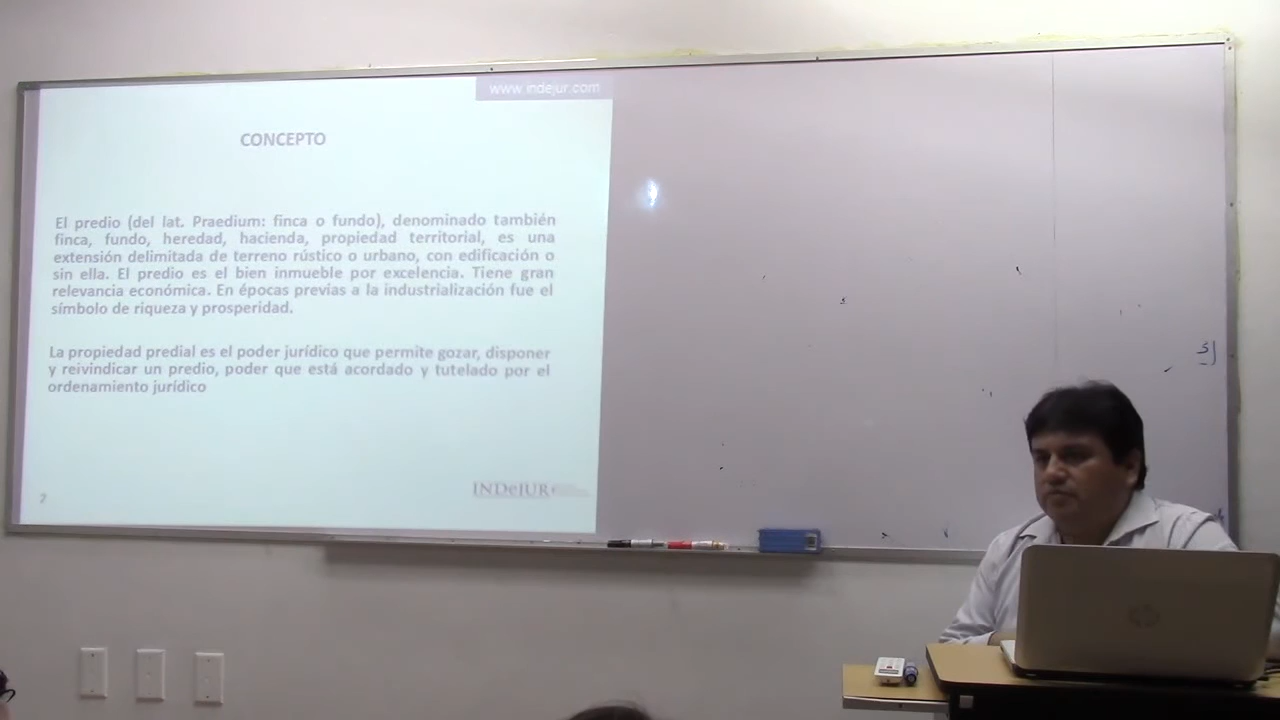 www.indejur.com
CONCEPTO
El predio (del lat. Praedium: finca o fundo), denominado también
finca, fundo, heredad, hacienda, propiedad territorial, es una
extensión delimitada de terreno rústico o urbano, con edificación o
sin ella. El predio es el bien inmueble por excelencia. Tiene gran
relevancia económica. En épocas previas a la industrialización fue el
símbolo de riqueza y prosperidad.
La propiedad predial es el poder jurídico que permite gozar, disponer
y reivindicar un predio, poder que está acordado y tutelado por el
ordenamiento jurídico
INDeJUR